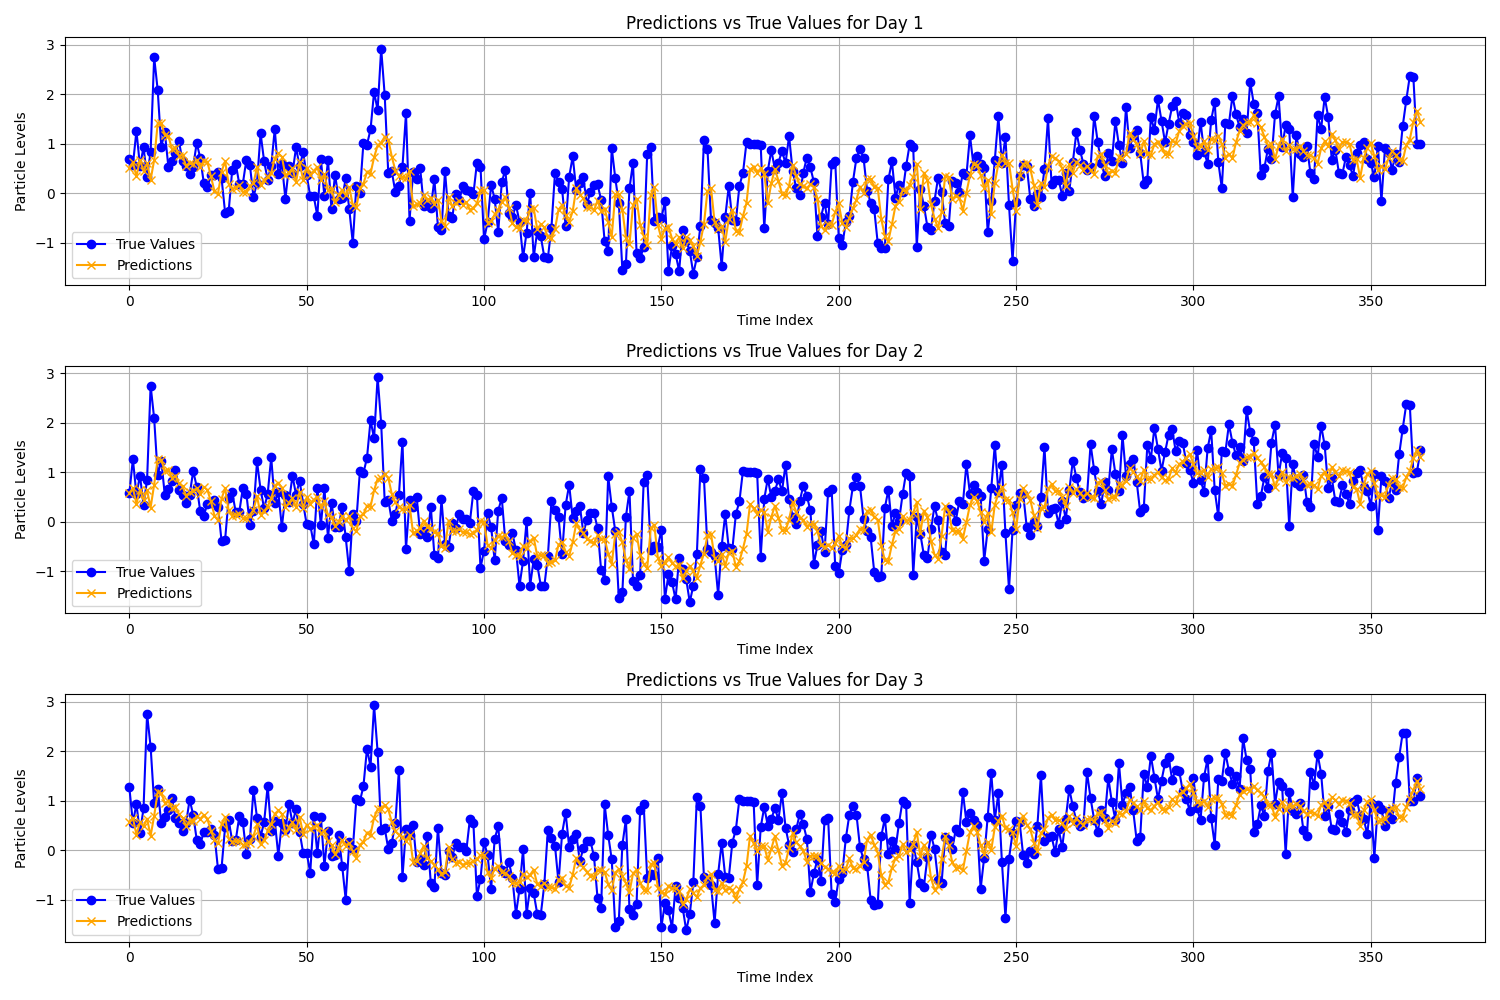 Predictions vs True Values for Day 1
3
2
1
0
−1
Particle Levels
True Values
Predictions
0 50 100 150 200 250 300 350
Time Index
Predictions vs True Values for Day 2
3
2
1
0
−1
Particle Levels
True Values
Predictions
0 50 100 150 200 250 300 350
Time Index
Predictions vs True Values for Day 3
3
2
1
0
−1
Particle Levels
True Values
Predictions
0 50 100 150 200 250 300 350
Time Index